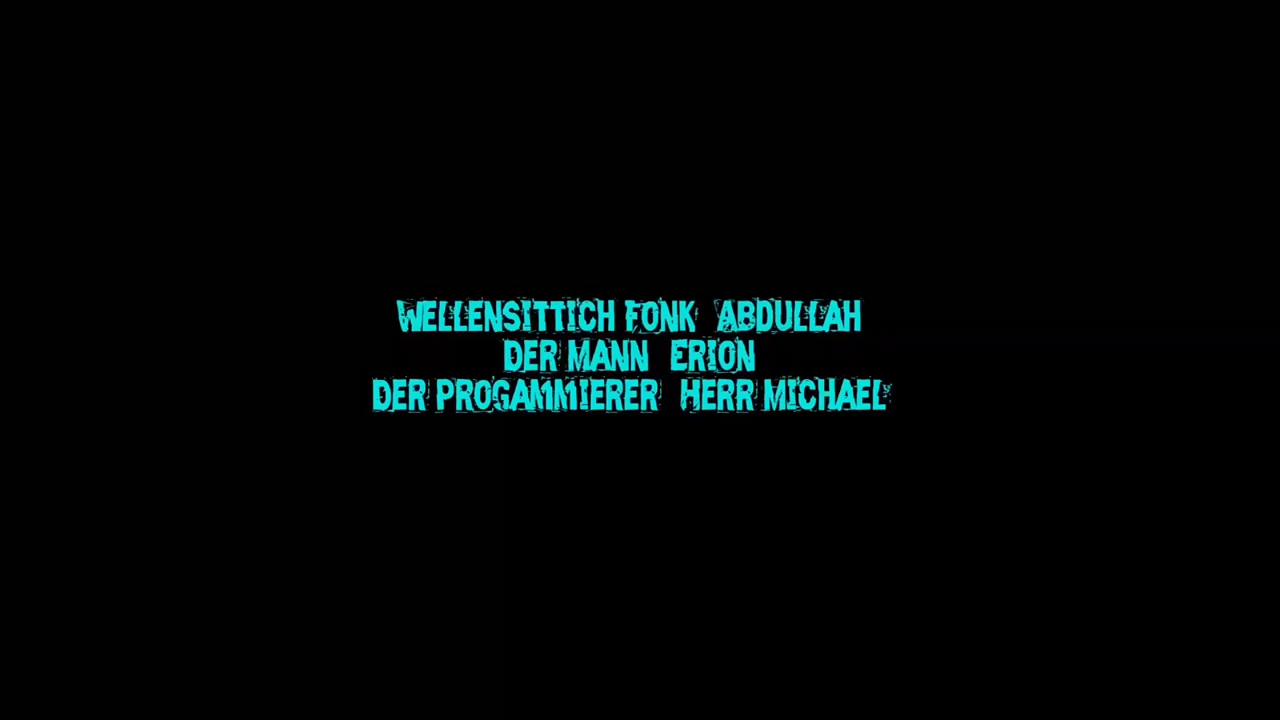 WELLENSITTICH FONK  ABDULLAH
DER MANN  ERION
DER PROGAMMIERER  HERR MICHAEL